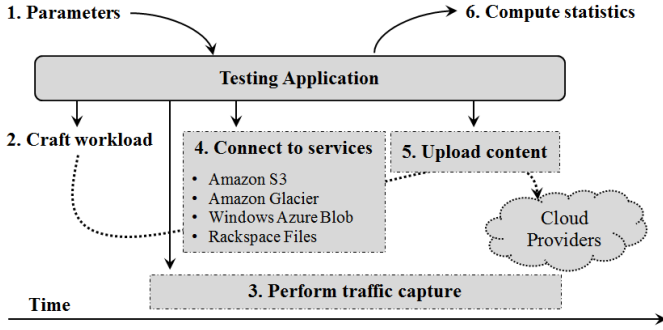 1. Parameters
6. Compute statistics
Testing Application
2. Craft workload
4. Connect to services
• Amazon S3
• Amazon Glacier
• Windows Azure Blob
• Rackspace Files
5. Upload content
Cloud
Providers
3. Perform traffic capture
Time